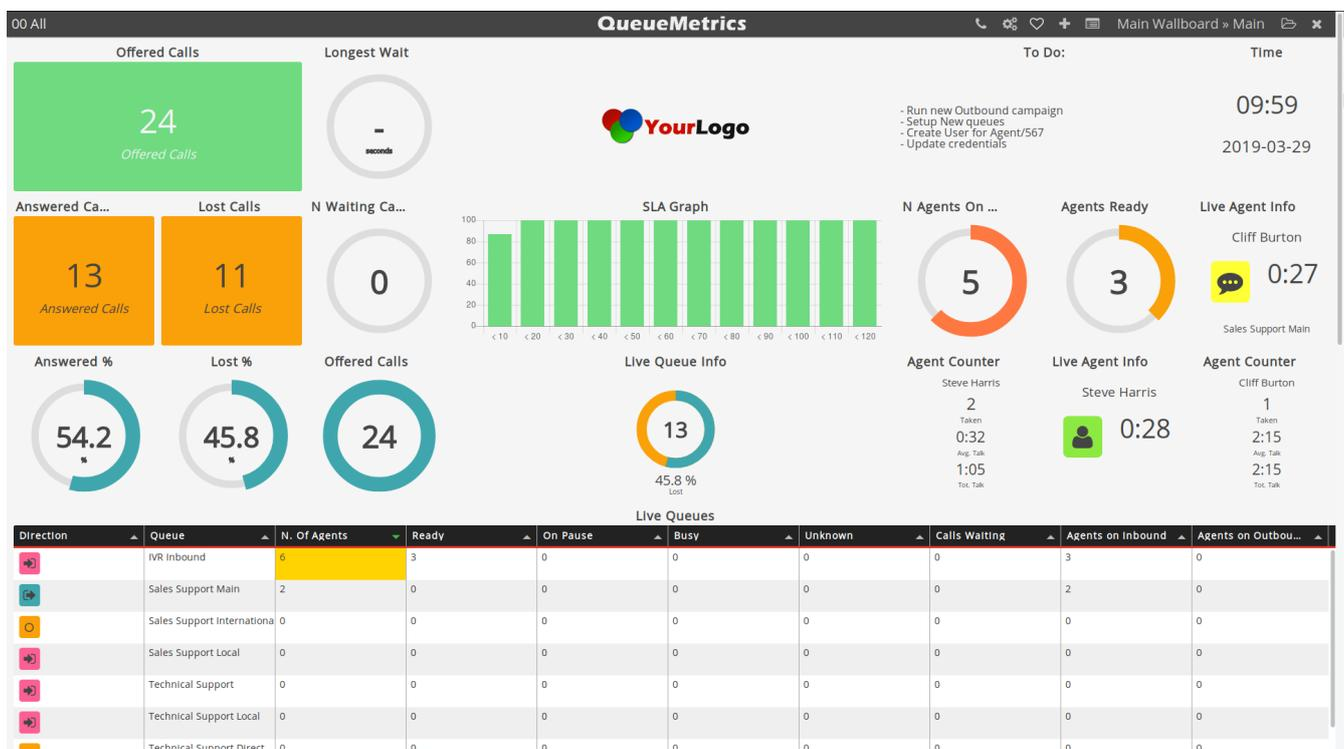 00 All
QueueMetrics
Main Wallboard » Main
Offered Calls
Longest Wait
To Do:
Time
24
Offered Calls
-
seconds
YourLogo
- Run new Outbound campaign
- Setup New queues
- Create User for Agent/567
- Update credentials
09:59
2019-03-29
Answered Ca...
Lost Calls
N Waiting Ca...
SLA Graph
N Agents On ...
Agents Ready
Live Agent Info
13
Answered Calls
11
Lost Calls
0
100
80
60
40
20
0
< 10 < 20 < 30 < 40 < 50 < 60 < 70 < 80 < 90 < 100 < 110 < 120
5
3
Cliff Burton
0:27
Sales Support Main
Answered %
Lost %
Offered Calls
Live Queue Info
Agent Counter
Live Agent Info
Agent Counter
54.2
%
45.8
%
24
13
45.8 %
Lost
Steve Harris
2
Taken
0:32
Avg. Talk
1:05
Tot. Talk
Steve Harris
0:28
Cliff Burton
1
Taken
2:15
Avg. Talk
2:15
Tot. Talk
Live Queues
Direction Queue N. Of Agents Ready On Pause Busy Unknown Calls Waiting Agents on Inbound Agents on Outbou...
IVR Inbound 6 3 0 0 0 0 3 0
Sales Support Main 2 0 0 0 0 0 2 0
Sales Support Internationa 0 0 0 0 0 0 0 0
Sales Support Local 0 0 0 0 0 0 0 0
Technical Support 0 0 0 0 0 0 0 0
Technical Support Local 0 0 0 0 0 0 0 0
Technical Support Direct 0 0 0 0 0 0 0 0